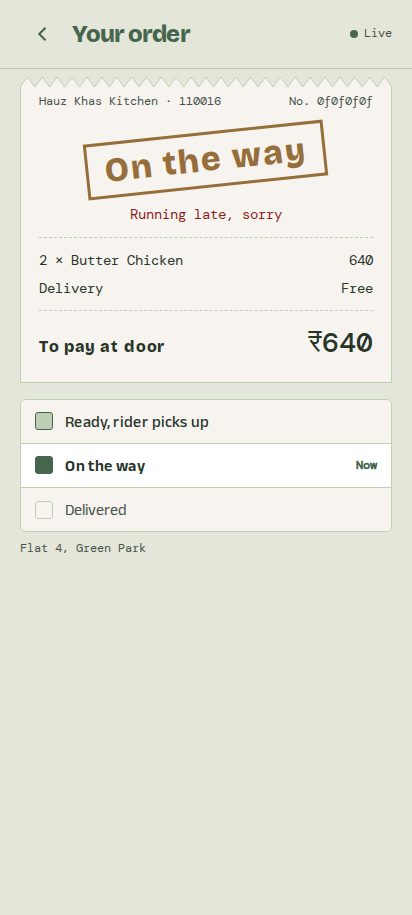 Your order
Live
Hauz Khas Kitchen · 110016
No. 0f0f0f0f
On the way
Running late, sorry
2 × Butter Chicken 640
Delivery Free
To pay at door ₹640
Ready, rider picks up
On the way Now
Delivered
Flat 4, Green Park